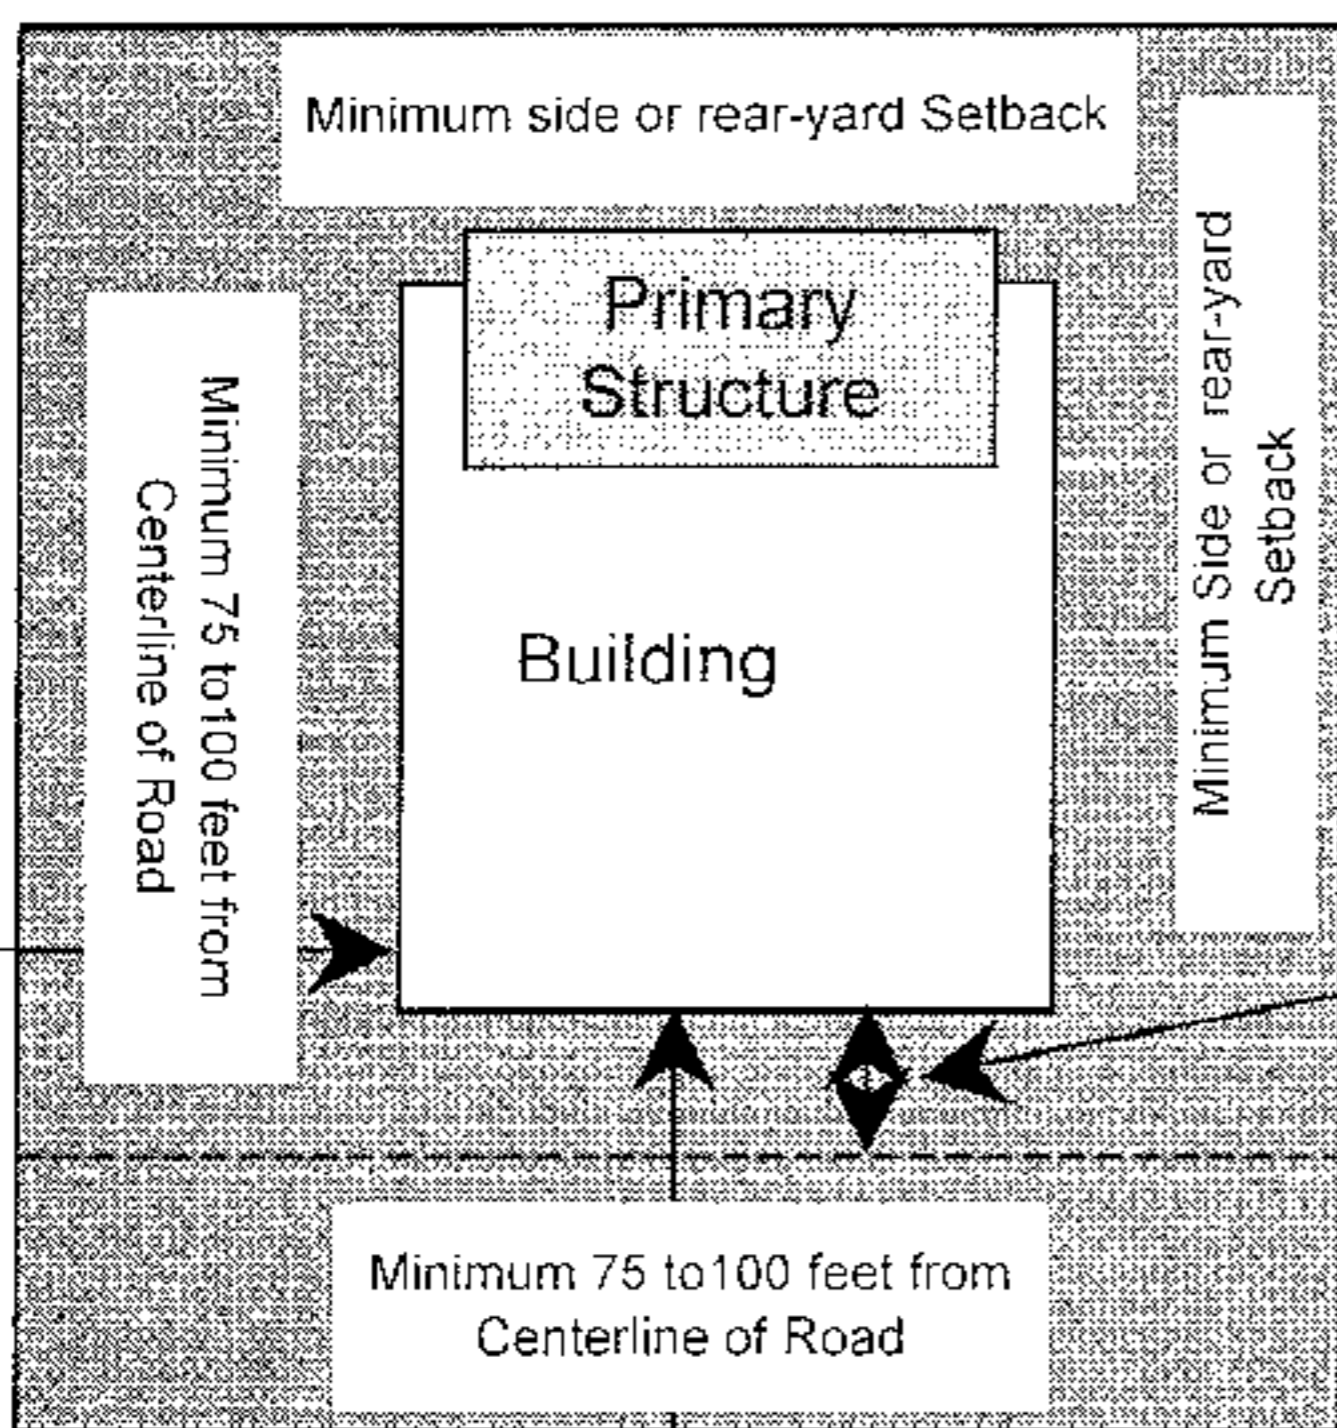 Minimum side or rear-yard Setback
Primary
Structure
Building
Minimum 75 to100 feet from
Centerline of Road
Minimum Side or rear-yard
Setback
Minimum 75 to100 feet from
Centerline of Road